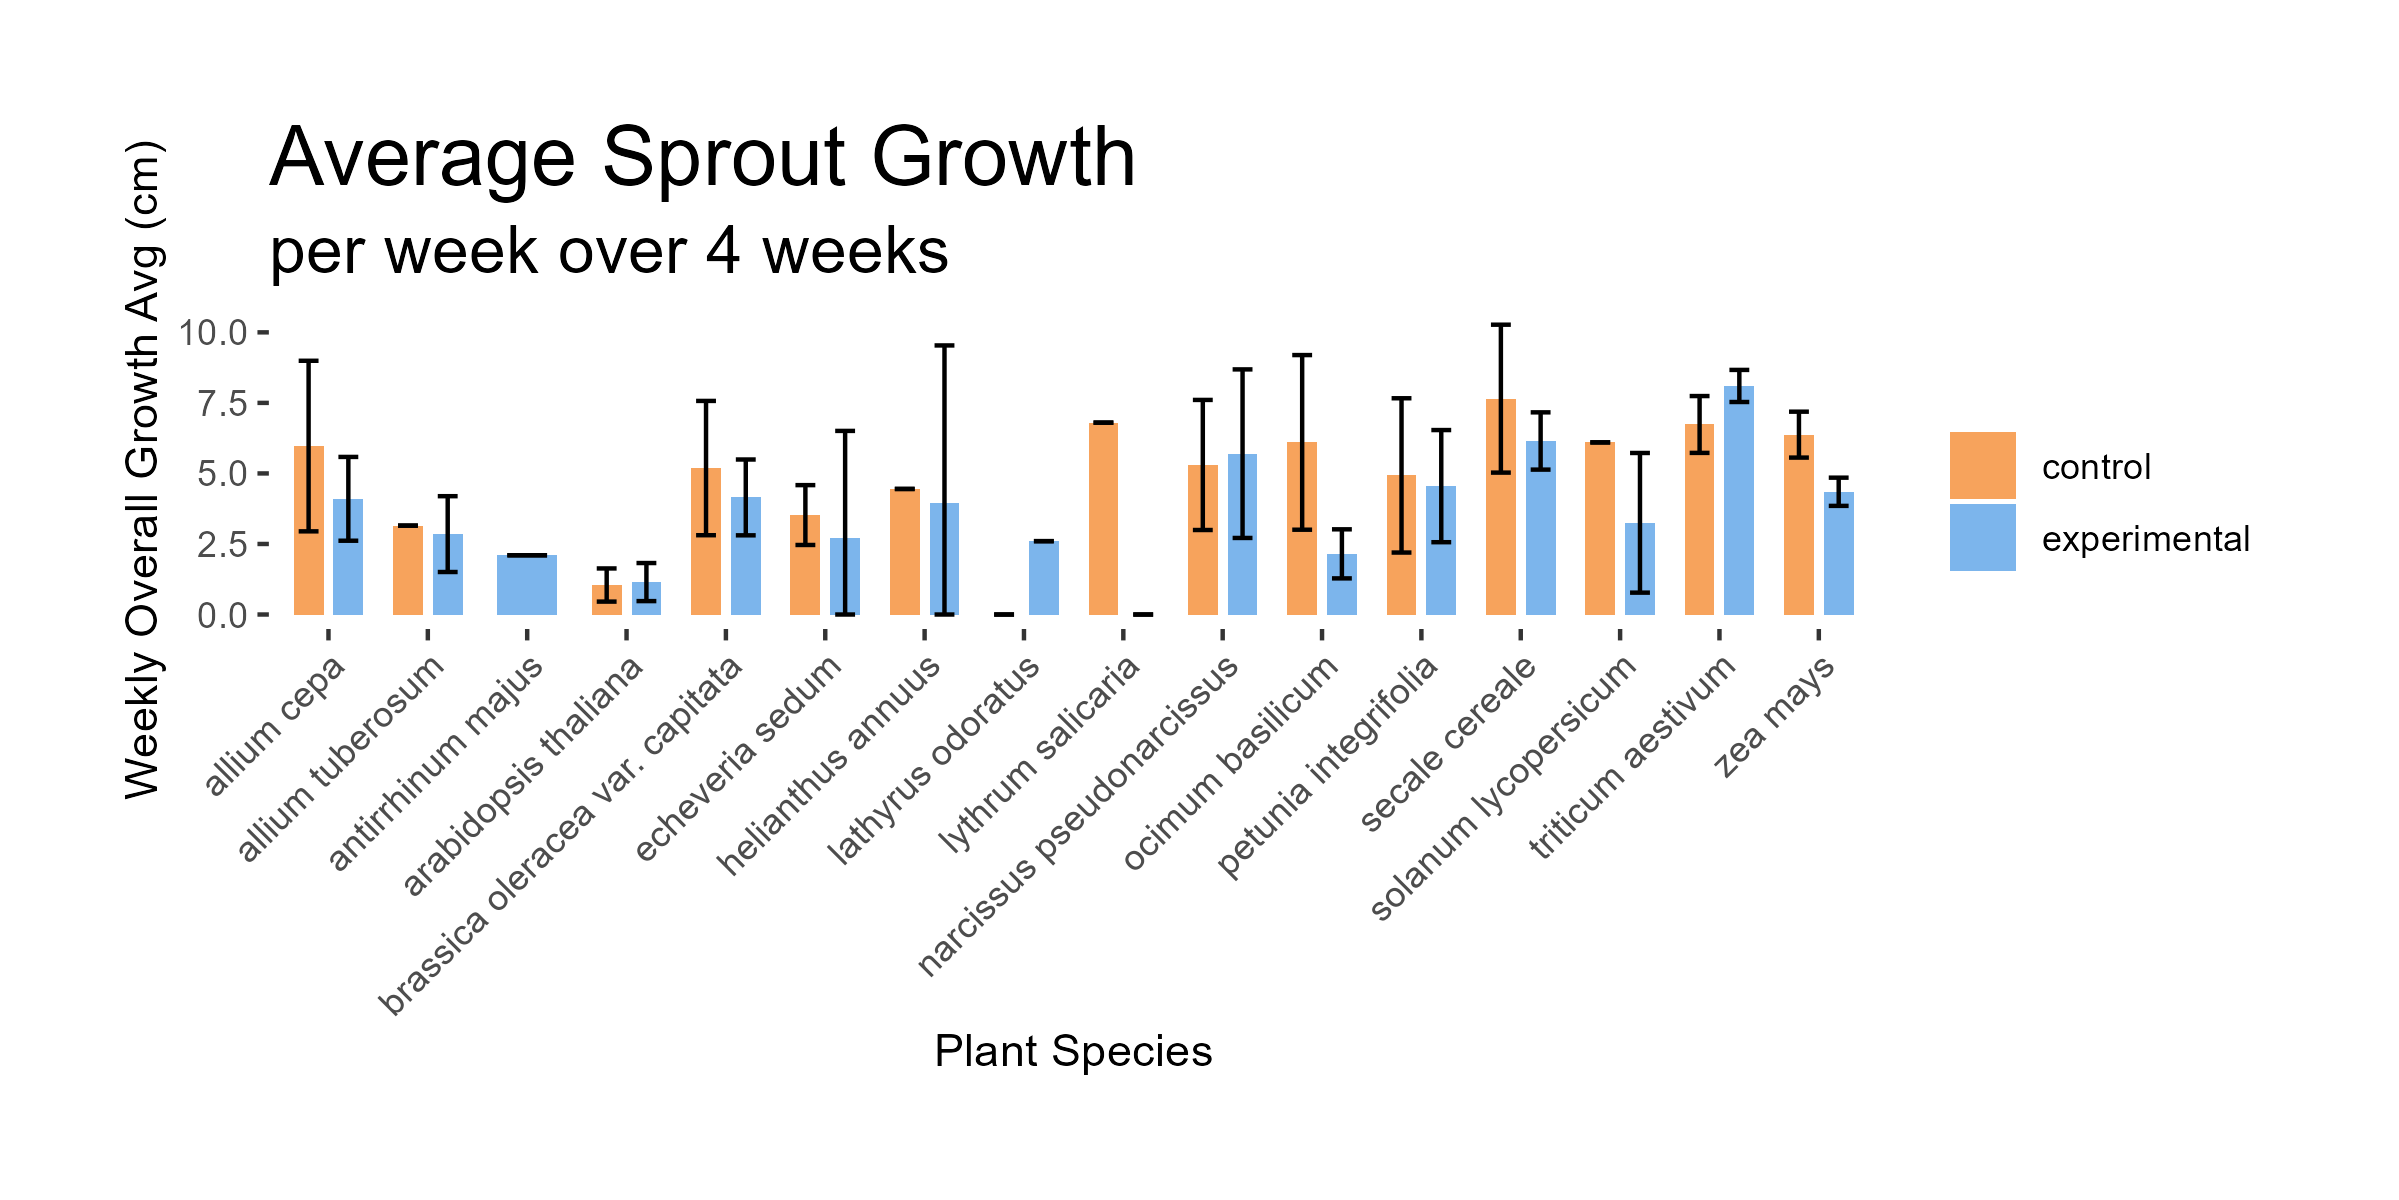 Average Sprout Growth
per week over 4 weeks
Weekly Overall Growth Avg (cm)
10.0
7.5
5.0
2.5
0.0
allium cepa
allium tuberosum
antirrhinum majus
arabidopsis thaliana
brassica oleracea var. capitata
echeveria sedum
helianthus annuus
lathyrus odoratus
lythrum salicaria
narcissus pseudonarcissus
ocimum basilicum
petunia integrifolia
secale cereale
solanum lycopersicum
triticum aestivum
zea mays
Plant Species
control
experimental